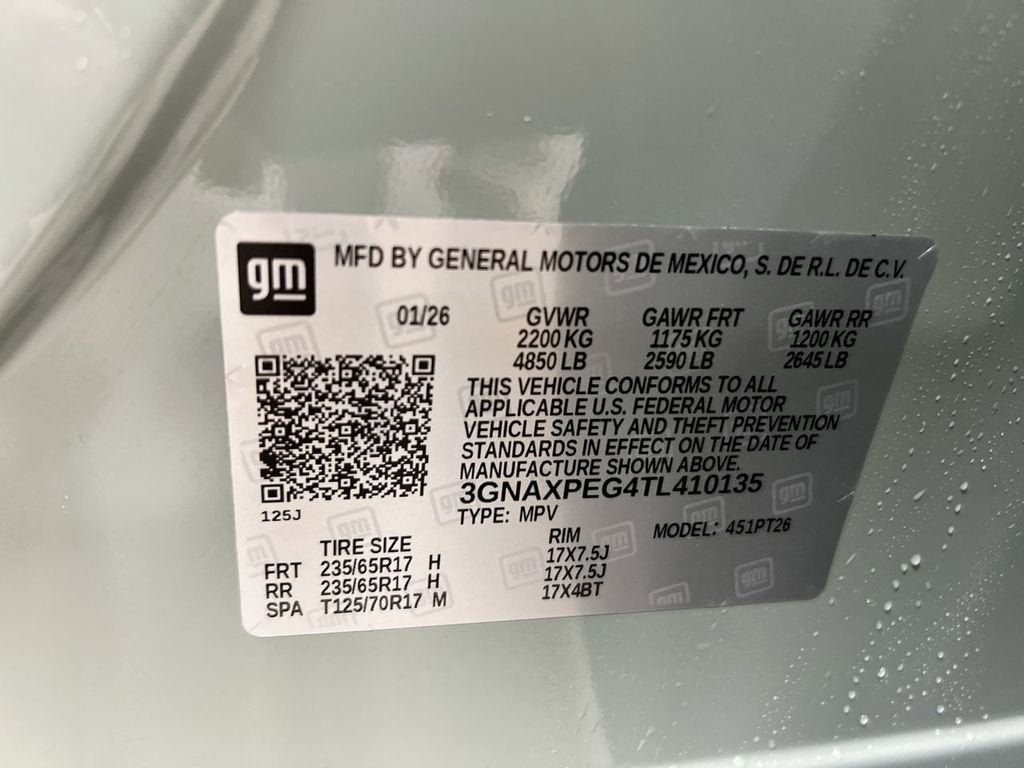 gm
MFD BY GENERAL MOTORS DE MEXICO, S. DE R.L. DE C.V.
01/26 GVWR GAWR FRT GAWR RR
2200 KG 1175 KG 1200 KG
4850 LB 2590 LB 2645 LB
THIS VEHICLE CONFORMS TO ALL
APPLICABLE U.S. FEDERAL MOTOR
VEHICLE SAFETY AND THEFT PREVENTION
STANDARDS IN EFFECT ON THE DATE OF
MANUFACTURE SHOWN ABOVE.
3GNAXPEG4TL410135
125J TYPE: MPV MODEL: 451PT26
TIRE SIZE RIM
FRT 235/65R17 H 17X7.5J
RR 235/65R17 H 17X7.5J
SPA T125/70R17 M 17X4BT